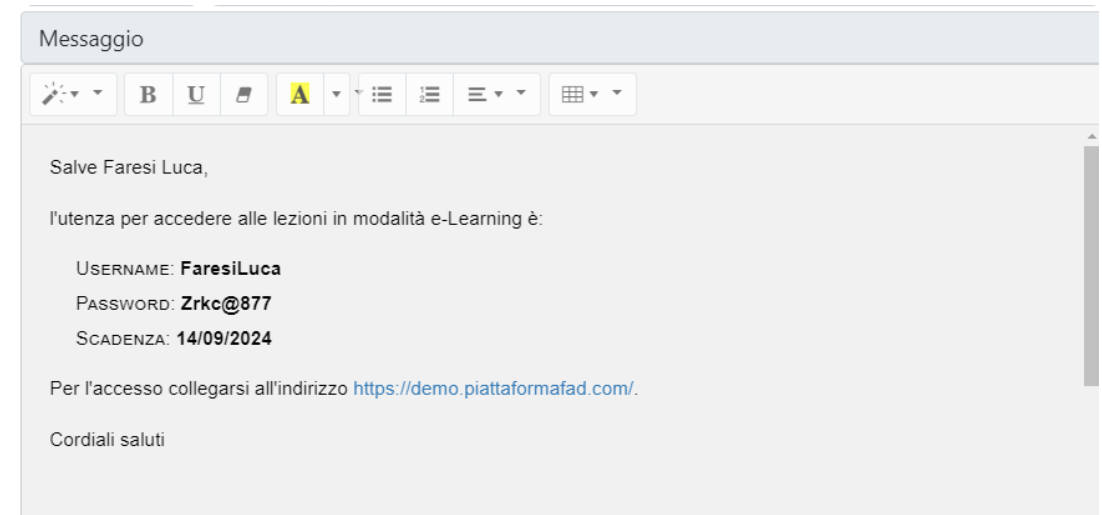 Messaggio
B U A
Salve Faresi Luca,
l'utenza per accedere alle lezioni in modalità e-Learning è:
USERNAME: FaresiLuca
PASSWORD: Zrkc@877
SCADENZA: 14/09/2024
Per l'accesso collegarsi all'indirizzo https://demo.piattaformafad.com/.
Cordiali saluti